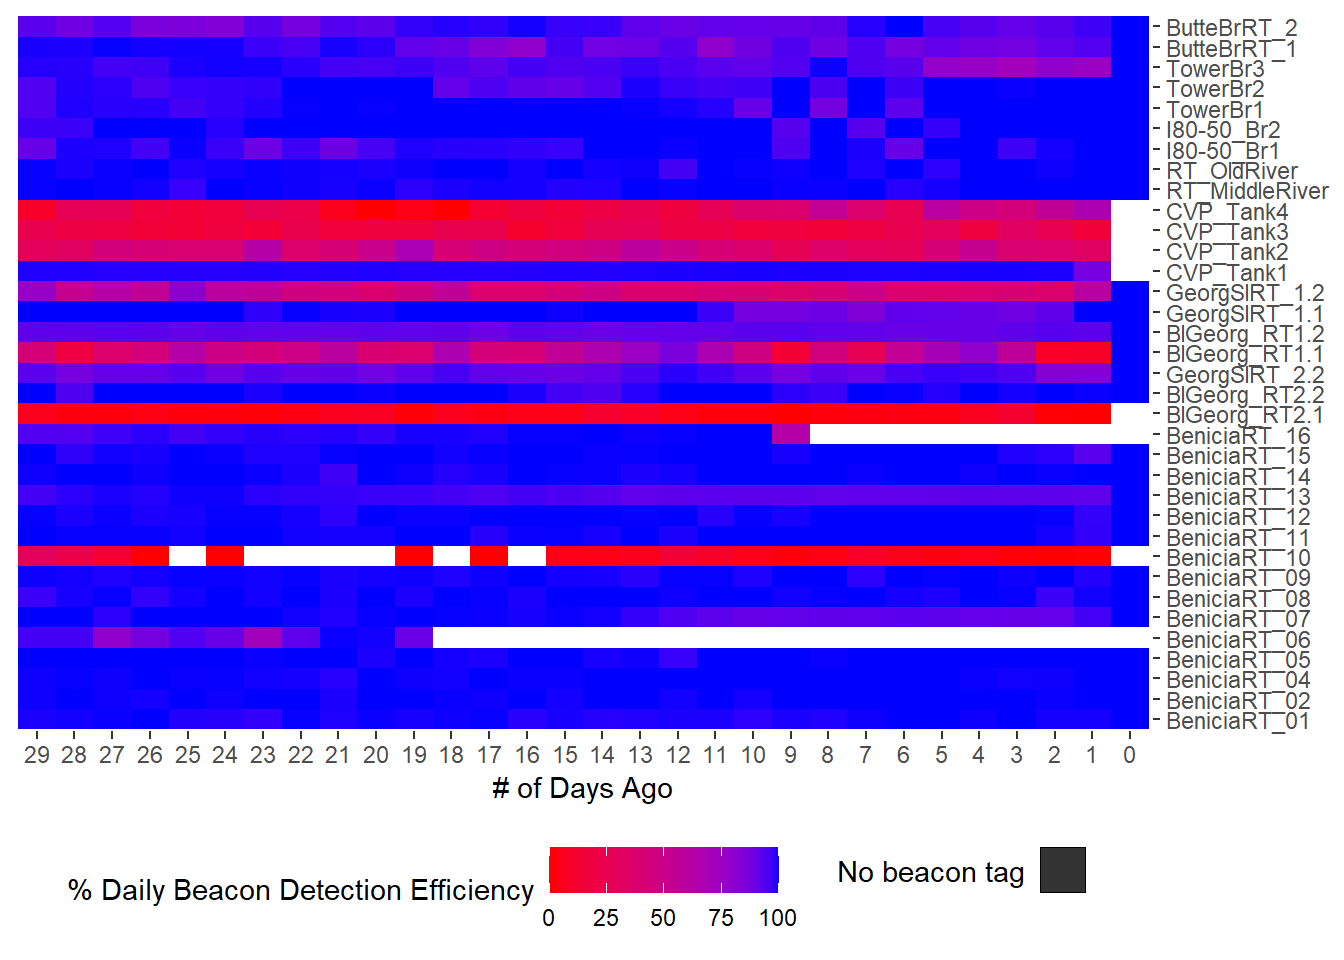 ButteBrRT_2
ButteBrRT_1
TowerBr3
TowerBr2
TowerBr1
I80-50_Br2
I80-50_Br1
RT_OldRiver
RT_MiddleRiver
CVP_Tank4
CVP_Tank3
CVP_Tank2
CVP_Tank1
GeorgSlRT_1.2
GeorgSlRT_1.1
BlGeorg_RT1.2
BlGeorg_RT1.1
GeorgSlRT_2.2
BlGeorg_RT2.2
BlGeorg_RT2.1
BeniciaRT_16
BeniciaRT_15
BeniciaRT_14
BeniciaRT_13
BeniciaRT_12
BeniciaRT_11
BeniciaRT_10
BeniciaRT_09
BeniciaRT_08
BeniciaRT_07
BeniciaRT_06
BeniciaRT_05
BeniciaRT_04
BeniciaRT_02
BeniciaRT_01
29 28 27 26 25 24 23 22 21 20 19 18 17 16 15 14 13 12 11 10 9 8 7 6 5 4 3 2 1 0
# of Days Ago
% Daily Beacon Detection Efficiency
0 25 50 75 100
No beacon tag